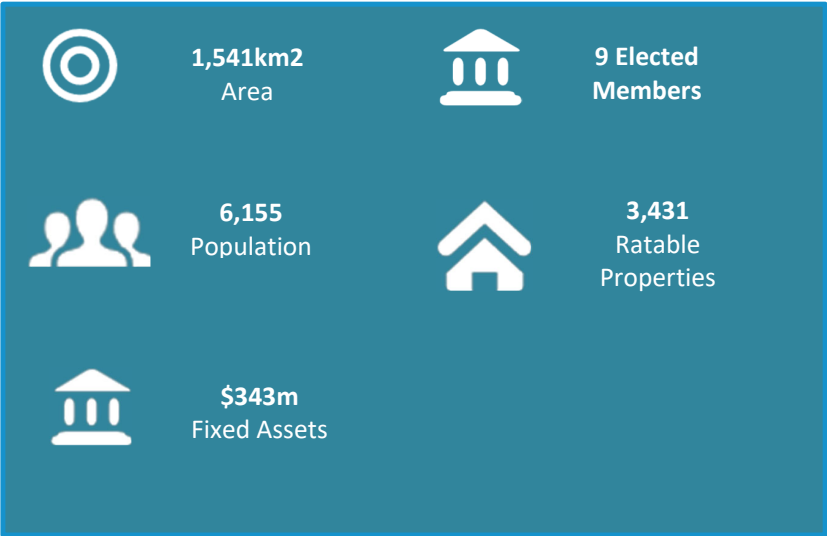 1,541km2
Area
9 Elected
Members
6,155
Population
3,431
Ratable
Properties
$343m
Fixed Assets